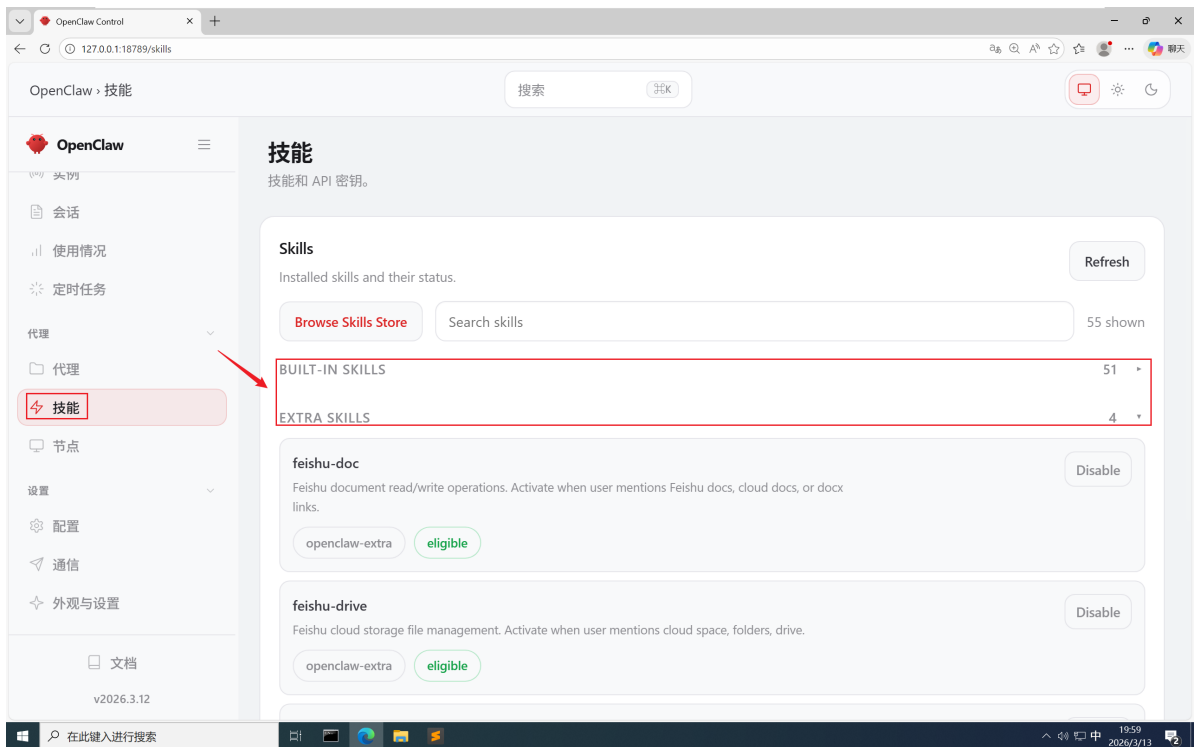 OpenClaw Control
127.0.0.1:18789/skills
聊天
OpenClaw › 技能
搜索
⌘K
OpenClaw
实例
会话
使用情况
定时任务
代理
代理
技能
节点
设置
配置
通信
外观与设置
文档
v2026.3.12
技能
技能和 API 密钥。
Skills
Installed skills and their status.
Refresh
Browse Skills Store
Search skills
55 shown
BUILT-IN SKILLS 51
EXTRA SKILLS 4
feishu-doc
Disable
Feishu document read/write operations. Activate when user mentions Feishu docs, cloud docs, or docx
links.
openclaw-extra eligible
feishu-drive
Disable
Feishu cloud storage file management. Activate when user mentions cloud space, folders, drive.
openclaw-extra eligible
在此键入进行搜索
中
19:59
2026/3/13
2